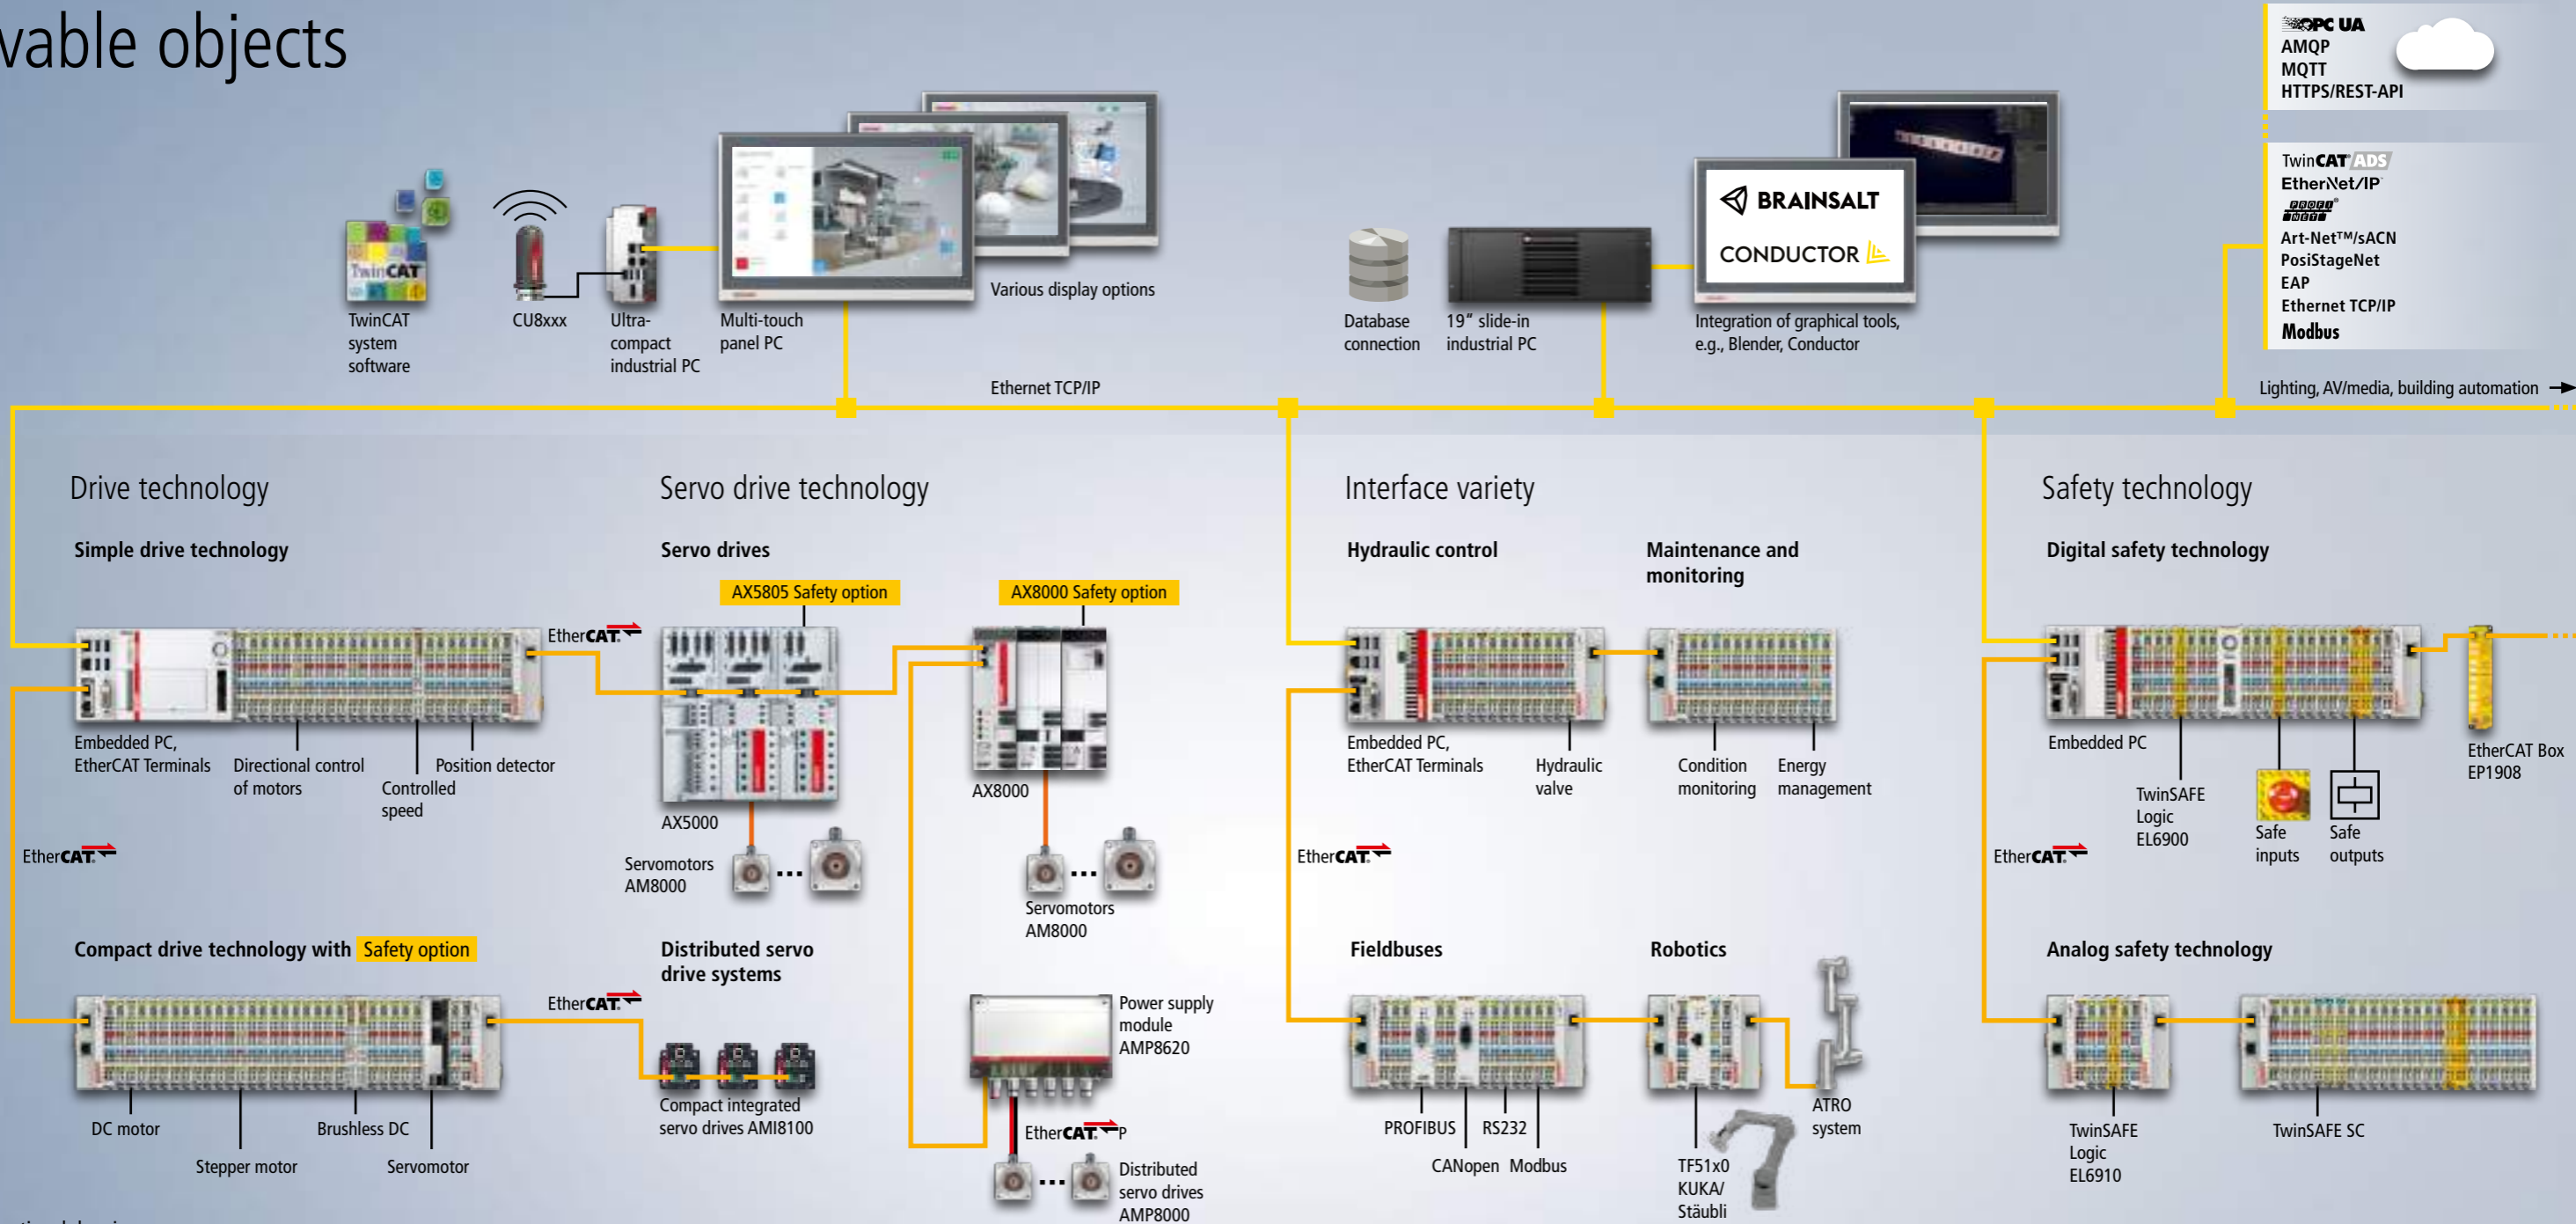 vable objects
OPC UA
AMQP
MQTT
HTTPS/REST-API
TwinCAT ADS
EtherNet/IP
PROFI
NET
Art-Net™/sACN
PosiStageNet
EAP
Ethernet TCP/IP
Modbus
Lighting, AV/media, building automation
TwinCAT
TwinCAT
system
software
CU8xxx
Ultra-
compact
industrial PC
Multi-touch
panel PC
Various display options
Database
connection
19″ slide-in
industrial PC
BRAINSALT
CONDUCTOR
Integration of graphical tools,
e.g., Blender, Conductor
Ethernet TCP/IP
Drive technology
Simple drive technology
EtherCAT
Embedded PC,
EtherCAT Terminals
Directional control
of motors
Controlled
speed
Position detector
EtherCAT
Compact drive technology with Safety option
EtherCAT
DC motor
Stepper motor
Brushless DC
Servomotor
Servo drive technology
Servo drives
AX5805 Safety option
AX8000 Safety option
AX5000
AX8000
Servomotors
AM8000
Servomotors
AM8000
Distributed servo
drive systems
Compact integrated
servo drives AMI8100
Power supply
module
AMP8620
EtherCAT P
Distributed
servo drives
AMP8000
Interface variety
Hydraulic control
Maintenance and
monitoring
Embedded PC,
EtherCAT Terminals
Hydraulic
valve
Condition
monitoring
Energy
management
EtherCAT
Fieldbuses
Robotics
PROFIBUS
CANopen
RS232
Modbus
TF51x0
KUKA/
Stäubli
ATRO
system
Safety technology
Digital safety technology
Embedded PC
TwinSAFE
Logic
EL6900
Safe
inputs
Safe
outputs
EtherCAT Box
EP1908
EtherCAT
Analog safety technology
TwinSAFE
Logic
EL6910
TwinSAFE SC